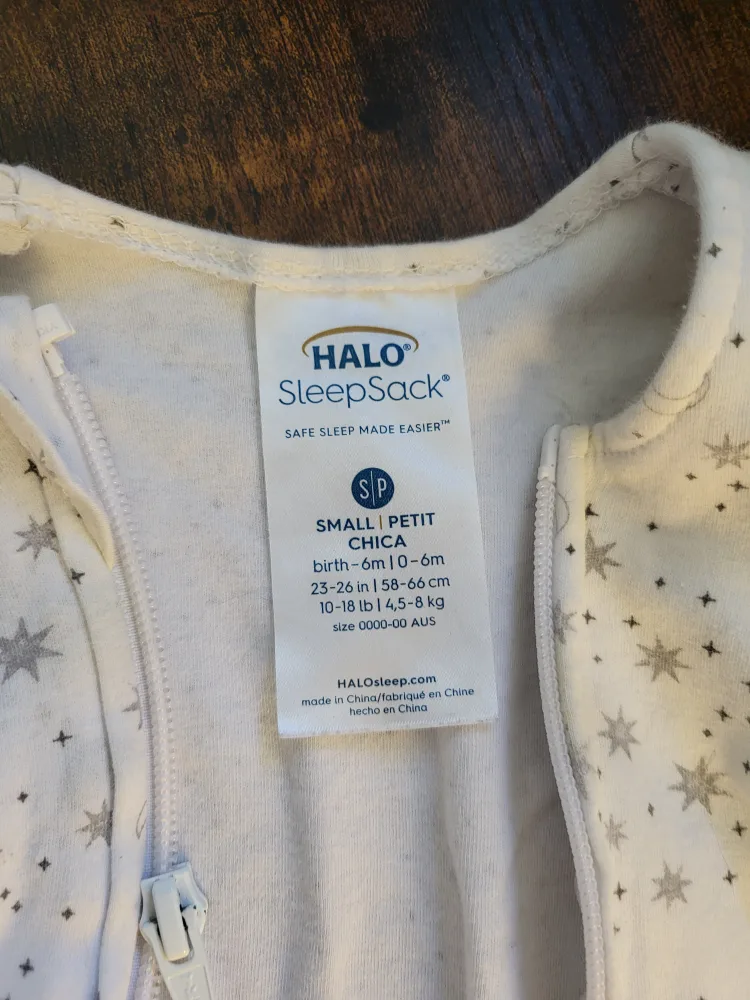 HALO®
SleepSack®
SAFE SLEEP MADE EASIER™
S|P
SMALL | PETIT
CHICA
birth-6m | 0-6m
23-26 in | 58-66 cm
10-18 lb | 4,5-8 kg
size 0000-00 AUS
HALOsleep.com
made in China/fabriqué en Chine
hecho en China